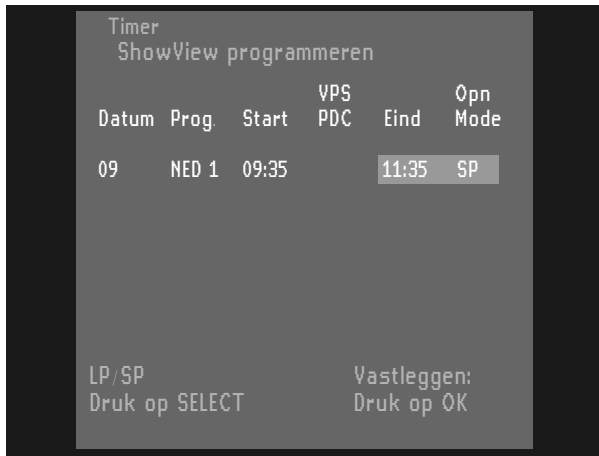 Timer
ShowView programmeren
VPS Opn
Datum Prog. Start PDC Eind Mode
09 NED 1 09:35 11:35 SP
LP/SP Vastleggen:
Druk op SELECT Druk op OK